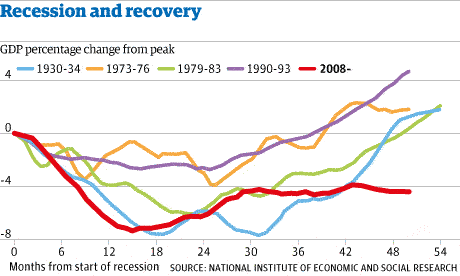 Recession and recovery
GDP percentage change from peak
1930-34 1973-76 1979-83 1990-93 2008-
4
0
-4
-8
0 6 12 18 24 30 36 42 48 54
Months from start of recession SOURCE: NATIONAL INSTITUTE OF ECONOMIC AND SOCIAL RESEARCH